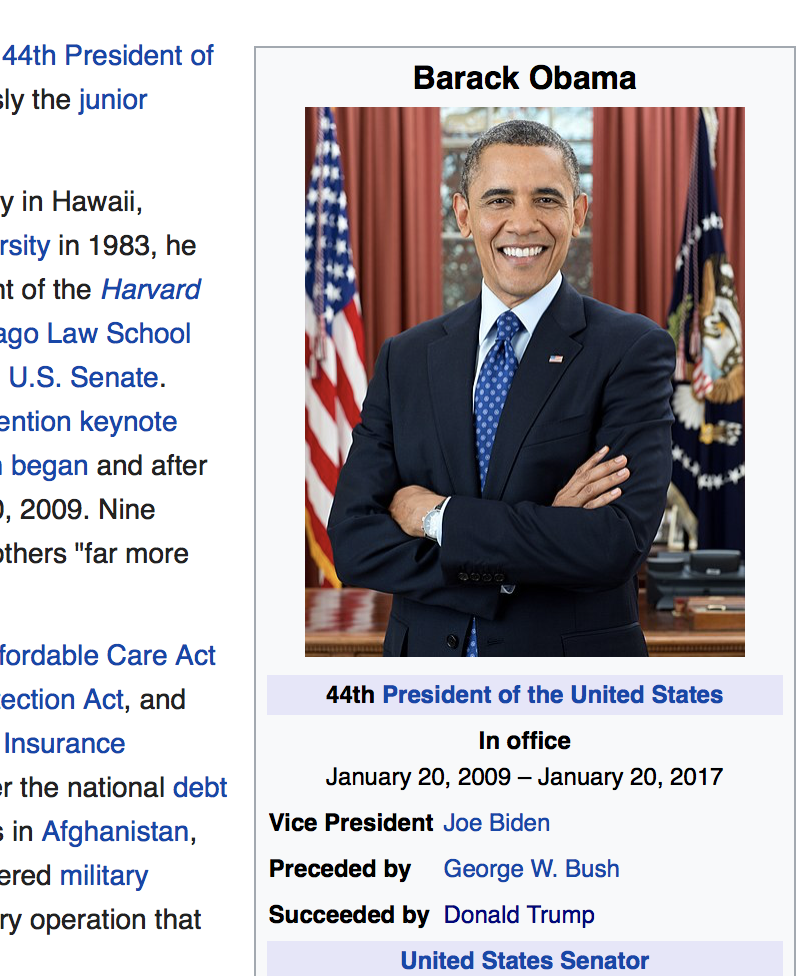 44th President of
sly the junior
y in Hawaii,
rsity in 1983, he
nt of the Harvard
ago Law School
U.S. Senate.
ention keynote
n began and after
0, 2009. Nine
others "far more
fordable Care Act
tection Act, and
Insurance
er the national debt
s in Afghanistan,
ered military
ry operation that
Barack Obama
44th President of the United States
In office
January 20, 2009 – January 20, 2017
Vice President Joe Biden
Preceded by George W. Bush
Succeeded by Donald Trump
United States Senator